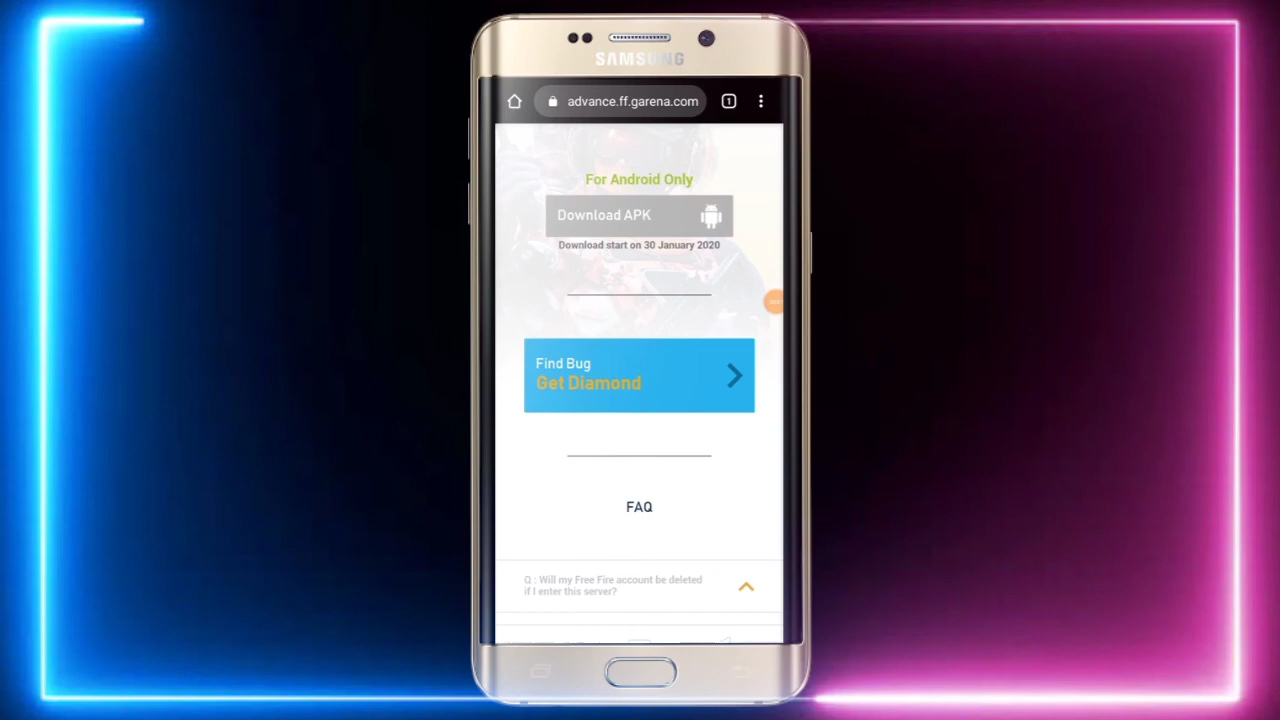 SAMSUNG
advance.ff.garena.com
1
For Android Only
Download APK
Download start on 30 January 2020
Find Bug
Get Diamond
FAQ
Q : Will my Free Fire account be deleted
if I enter this server?